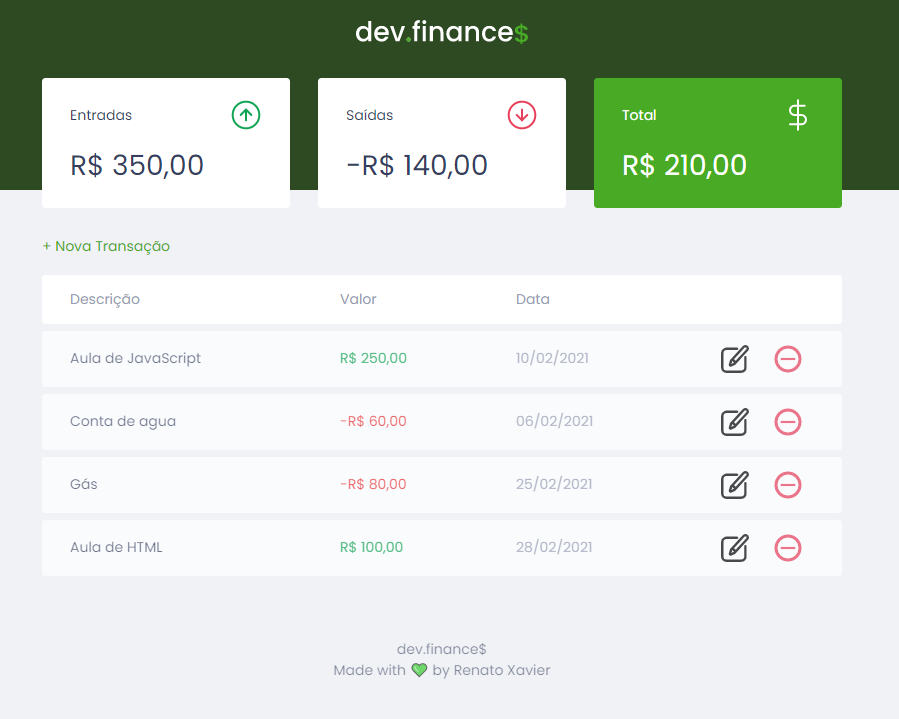 dev.finance$
Entradas
Saídas
Total
R$ 350,00
-R$ 140,00
R$ 210,00
+ Nova Transação
Descrição Valor Data
Aula de JavaScript R$ 250,00 10/02/2021
Conta de agua -R$ 60,00 06/02/2021
Gás -R$ 80,00 25/02/2021
Aula de HTML R$ 100,00 28/02/2021
dev.finance$
Made with 💚 by Renato Xavier